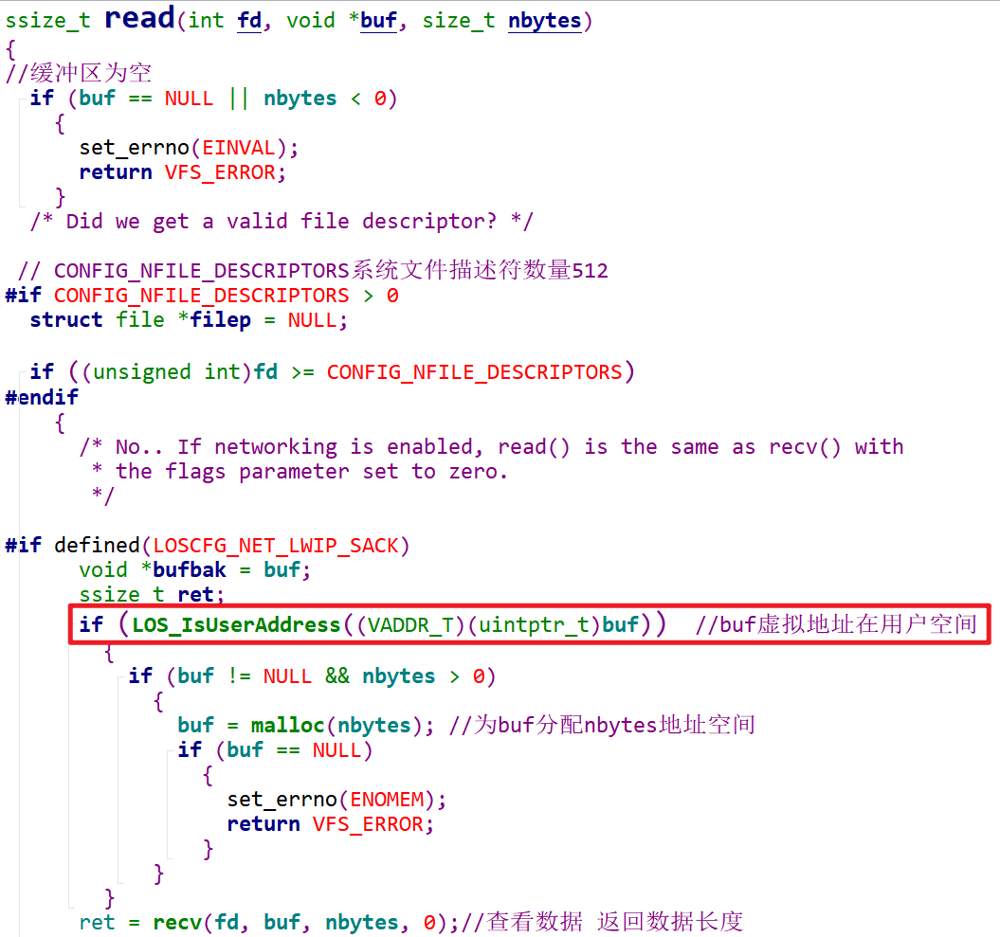 ssize_t read(int fd, void *buf, size_t nbytes)
{
//缓冲区为空
if (buf == NULL || nbytes < 0)
{
set_errno(EINVAL);
return VFS_ERROR;
}
/* Did we get a valid file descriptor? */
// CONFIG_NFILE_DESCRIPTORS系统文件描述符数量512
#if CONFIG_NFILE_DESCRIPTORS > 0
struct file *filep = NULL;
if ((unsigned int)fd >= CONFIG_NFILE_DESCRIPTORS)
#endif
{
/* No.. If networking is enabled, read() is the same as recv() with
* the flags parameter set to zero.
*/
#if defined(LOSCFG_NET_LWIP_SACK)
void *bufbak = buf;
ssize_t ret;
if (LOS_IsUserAddress((VADDR_T)(uintptr_t)buf)) //buf虚拟地址在用户空间
{
if (buf != NULL && nbytes > 0)
{
buf = malloc(nbytes); //为buf分配nbytes地址空间
if (buf == NULL)
{
set_errno(ENOMEM);
return VFS_ERROR;
}
}
}
ret = recv(fd, buf, nbytes, 0);//查看数据 返回数据长度